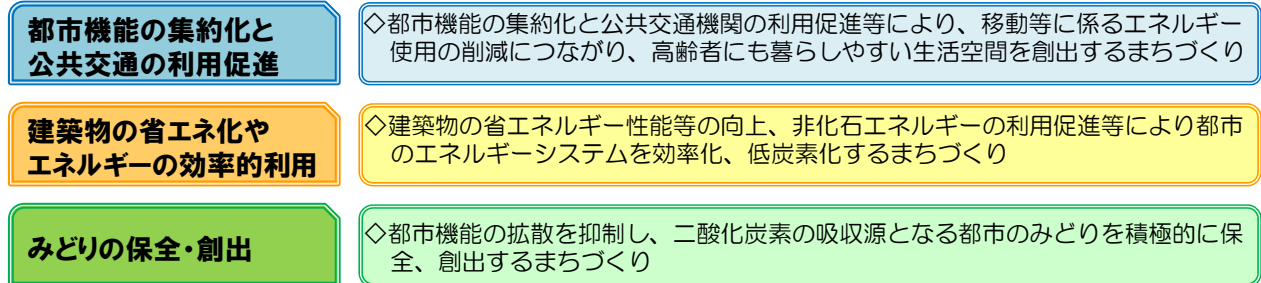 都市機能の集約化と
公共交通の利用促進
◇都市機能の集約化と公共交通機関の利用促進等により、移動等に係るエネルギー
使用の削減につながり、高齢者にも暮らしやすい生活空間を創出するまちづくり
建築物の省エネ化や
エネルギーの効率的利用
◇建築物の省エネルギー性能等の向上、非化石エネルギーの利用促進等により都市
のエネルギーシステムを効率化、低炭素化するまちづくり
みどりの保全・創出
◇都市機能の拡散を抑制し、二酸化炭素の吸収源となる都市のみどりを積極的に保
全、創出するまちづくり